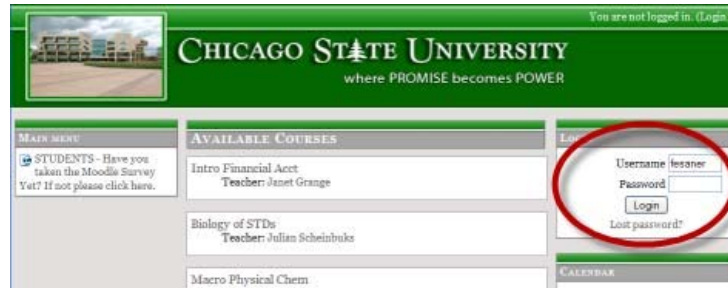 You are not logged in. (Login
CHICAGO STATE UNIVERSITY
where PROMISE becomes POWER
MAIN MENU
STUDENTS - Have you
taken the Moodle Survey
Yet? If not please click here.
AVAILABLE COURSES
Intro Financial Acct
Teacher: Janet Grange
Biology of STDs
Teacher: Julian Scheinbuks
Macro Physical Chem
Username fesaner
Password
Login
Lost password?
CALENDAR